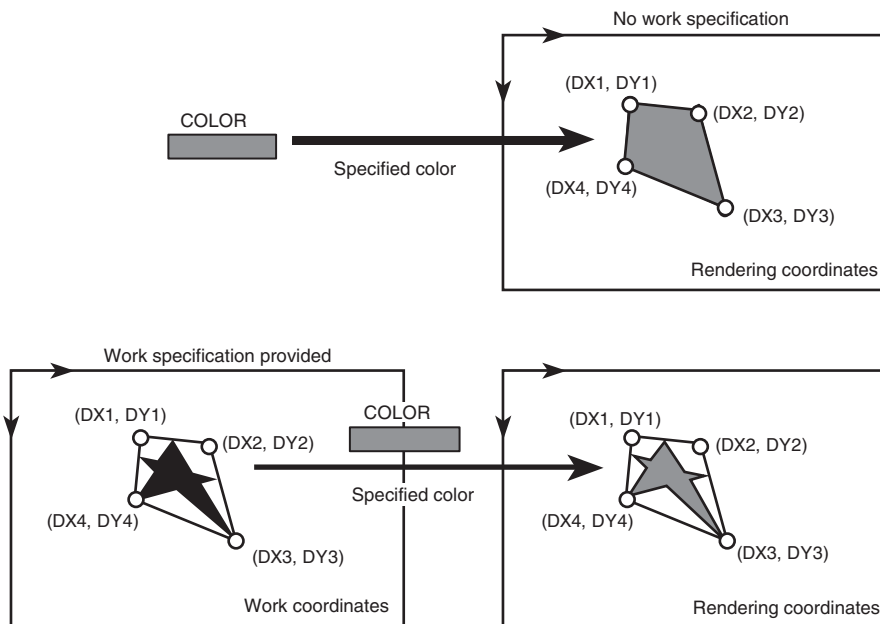 No work specification
(DX1, DY1)
(DX2, DY2)
COLOR
Specified color
(DX4, DY4)
(DX3, DY3)
Rendering coordinates
Work specification provided
(DX1, DY1)
(DX2, DY2)
COLOR
Specified color
(DX4, DY4)
(DX3, DY3)
Work coordinates
(DX1, DY1)
(DX2, DY2)
(DX4, DY4)
(DX3, DY3)
Rendering coordinates